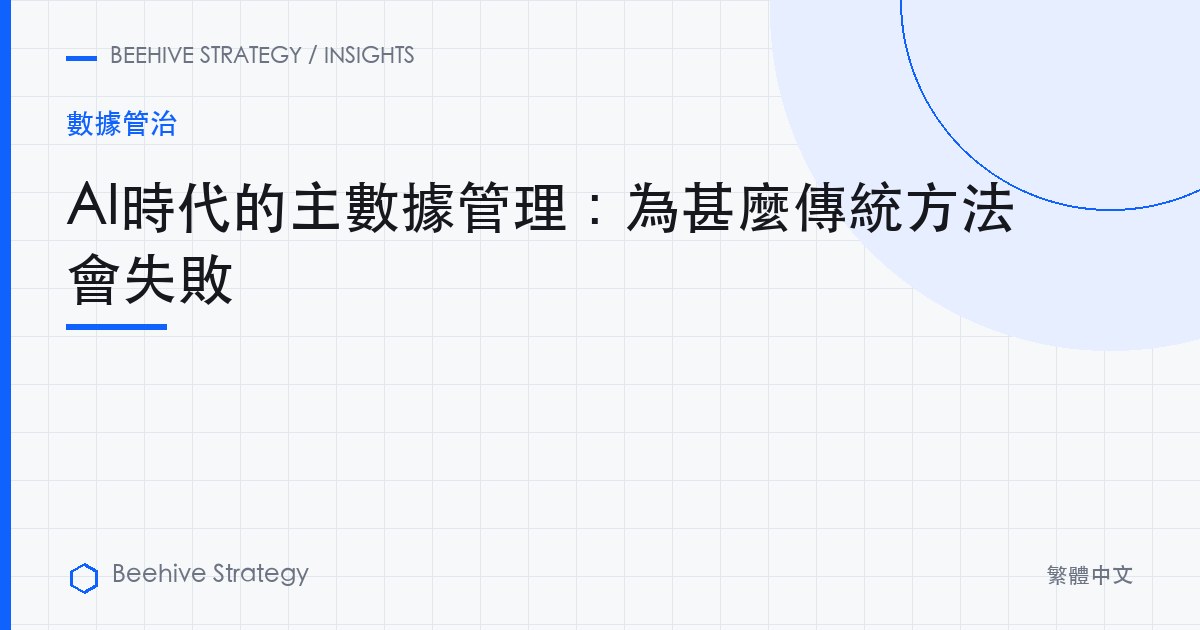 BEEHIVE STRATEGY / INSIGHTS
數據管治
AI時代的主數據管理：為甚麼傳統方法
會失敗
Beehive Strategy
繁體中文